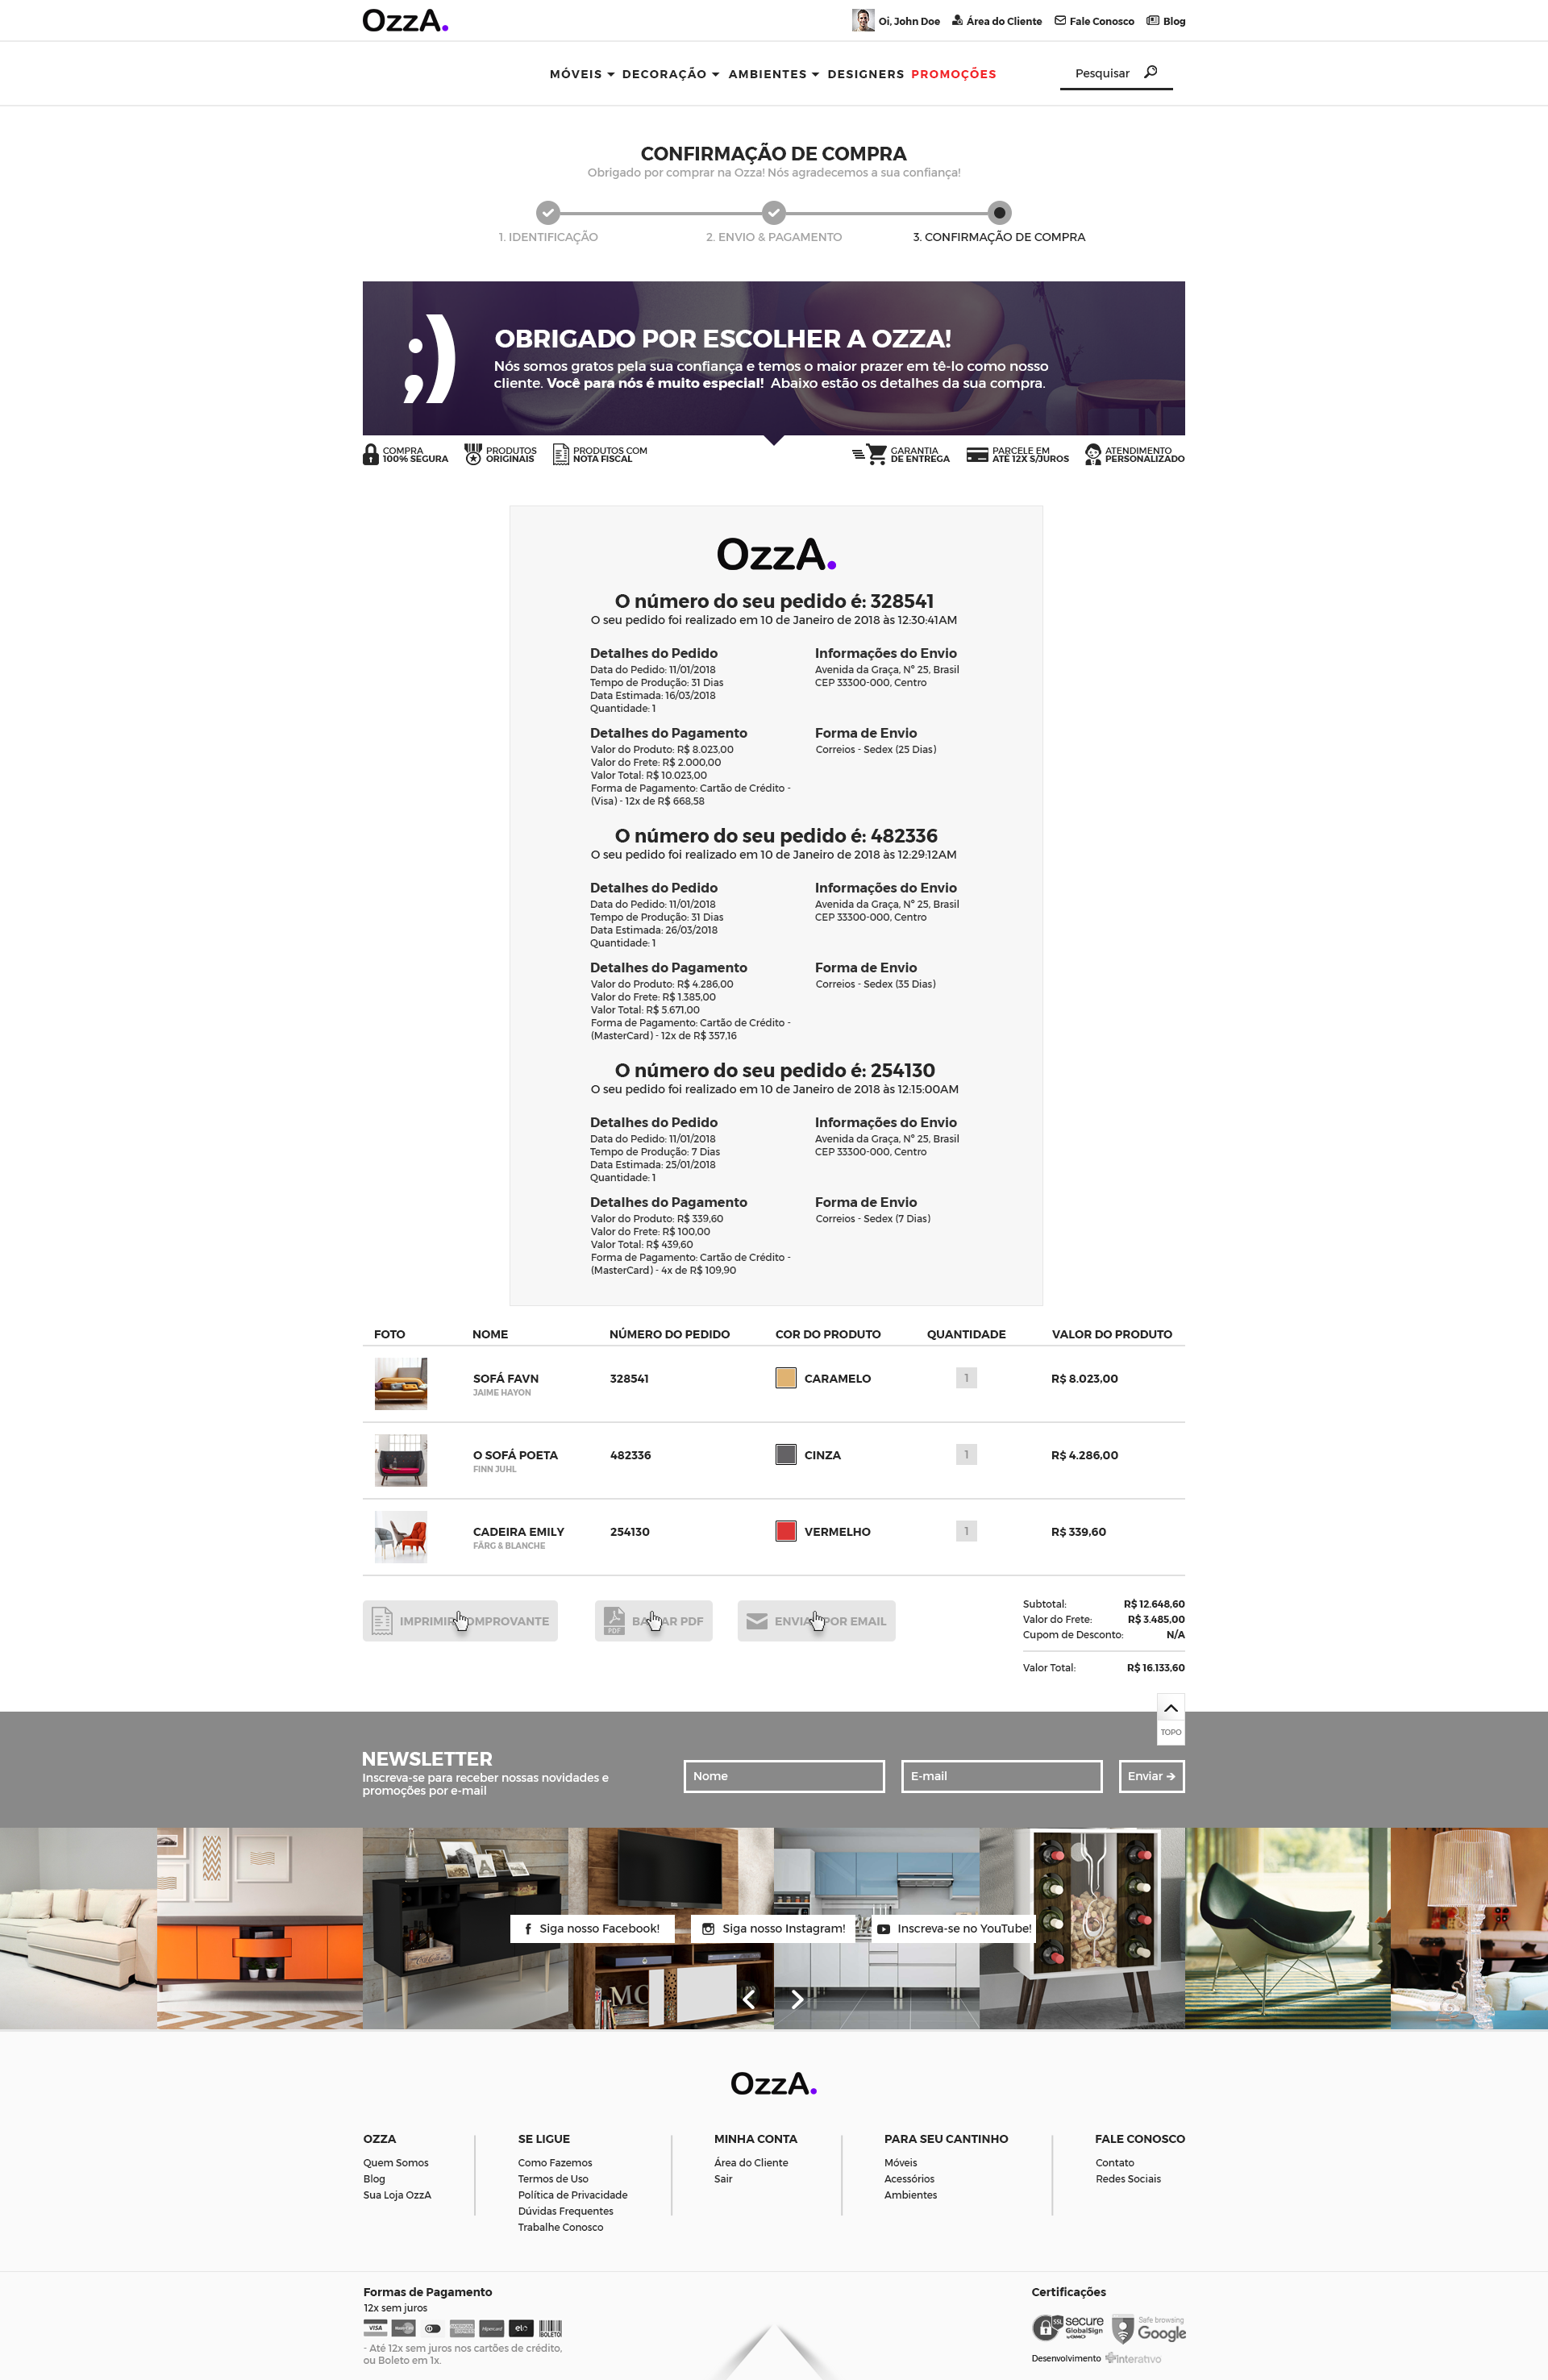 OzzA.
Oi, John Doe Área do Cliente Fale Conosco Blog
MÓVEIS DECORAÇÃO AMBIENTES DESIGNERS PROMOÇÕES Pesquisar
CONFIRMAÇÃO DE COMPRA
Obrigado por comprar na Ozza! Nós agradecemos a sua confiança!
1. IDENTIFICAÇÃO 2. ENVIO & PAGAMENTO 3. CONFIRMAÇÃO DE COMPRA
;)
OBRIGADO POR ESCOLHER A OZZA!
Nós somos gratos pela sua confiança e temos o maior prazer em tê-lo como nosso
cliente. Você para nós é muito especial! Abaixo estão os detalhes da sua compra.
COMPRA
100% SEGURA
PRODUTOS
ORIGINAIS
PRODUTOS COM
NOTA FISCAL
GARANTIA
DE ENTREGA
PARCELE EM
ATÉ 12X S/JUROS
ATENDIMENTO
PERSONALIZADO
OzzA.
O número do seu pedido é: 328541
O seu pedido foi realizado em 10 de Janeiro de 2018 às 12:30:41AM
Detalhes do Pedido
Data do Pedido: 11/01/2018
Tempo de Produção: 31 Dias
Data Estimada: 16/03/2018
Quantidade: 1
Informações do Envio
Avenida da Graça, Nº 25, Brasil
CEP 33300-000, Centro
Detalhes do Pagamento
Valor do Produto: R$ 8.023,00
Valor do Frete: R$ 2.000,00
Valor Total: R$ 10.023,00
Forma de Pagamento: Cartão de Crédito -
(Visa) - 12x de R$ 668,58
Forma de Envio
Correios - Sedex (25 Dias)
O número do seu pedido é: 482336
O seu pedido foi realizado em 10 de Janeiro de 2018 às 12:29:12AM
Detalhes do Pedido
Data do Pedido: 11/01/2018
Tempo de Produção: 31 Dias
Data Estimada: 26/03/2018
Quantidade: 1
Informações do Envio
Avenida da Graça, Nº 25, Brasil
CEP 33300-000, Centro
Detalhes do Pagamento
Valor do Produto: R$ 4.286,00
Valor do Frete: R$ 1.385,00
Valor Total: R$ 5.671,00
Forma de Pagamento: Cartão de Crédito -
(MasterCard) - 12x de R$ 357,16
Forma de Envio
Correios - Sedex (35 Dias)
O número do seu pedido é: 254130
O seu pedido foi realizado em 10 de Janeiro de 2018 às 12:15:00AM
Detalhes do Pedido
Data do Pedido: 11/01/2018
Tempo de Produção: 7 Dias
Data Estimada: 25/01/2018
Quantidade: 1
Informações do Envio
Avenida da Graça, Nº 25, Brasil
CEP 33300-000, Centro
Detalhes do Pagamento
Valor do Produto: R$ 339,60
Valor do Frete: R$ 100,00
Valor Total: R$ 439,60
Forma de Pagamento: Cartão de Crédito -
(MasterCard) - 4x de R$ 109,90
Forma de Envio
Correios - Sedex (7 Dias)
FOTO NOME NÚMERO DO PEDIDO COR DO PRODUTO QUANTIDADE VALOR DO PRODUTO
SOFÁ FAVN 328541 CARAMELO 1 R$ 8.023,00
JAIME HAYON
O SOFÁ POETA 482336 CINZA 1 R$ 4.286,00
FINN JUHL
CADEIRA EMILY 254130 VERMELHO 1 R$ 339,60
FÄRG & BLANCHE
IMPRIMIR COMPROVANTE
PDF BAIXAR PDF
ENVIAR POR EMAIL
Subtotal: R$ 12.648,60
Valor do Frete: R$ 3.485,00
Cupom de Desconto: N/A
Valor Total: R$ 16.133,60
TOPO
NEWSLETTER
Inscreva-se para receber nossas novidades e
promoções por e-mail
Nome E-mail Enviar
Siga nosso Facebook! Siga nosso Instagram! Inscreva-se no YouTube!
OzzA.
OZZA
Quem Somos
Blog
Sua Loja OzzA
SE LIGUE
Como Fazemos
Termos de Uso
Política de Privacidade
Dúvidas Frequentes
Trabalhe Conosco
MINHA CONTA
Área do Cliente
Sair
PARA SEU CANTINHO
Móveis
Acessórios
Ambientes
FALE CONOSCO
Contato
Redes Sociais
Formas de Pagamento
12x sem juros
VISA Hipercard elo BOLETO
- Até 12x sem juros nos cartões de crédito,
ou Boleto em 1x.
Certificações
SSL secure
GlobalSign
by GMO
Safe browsing
Google
Desenvolvimento interativo